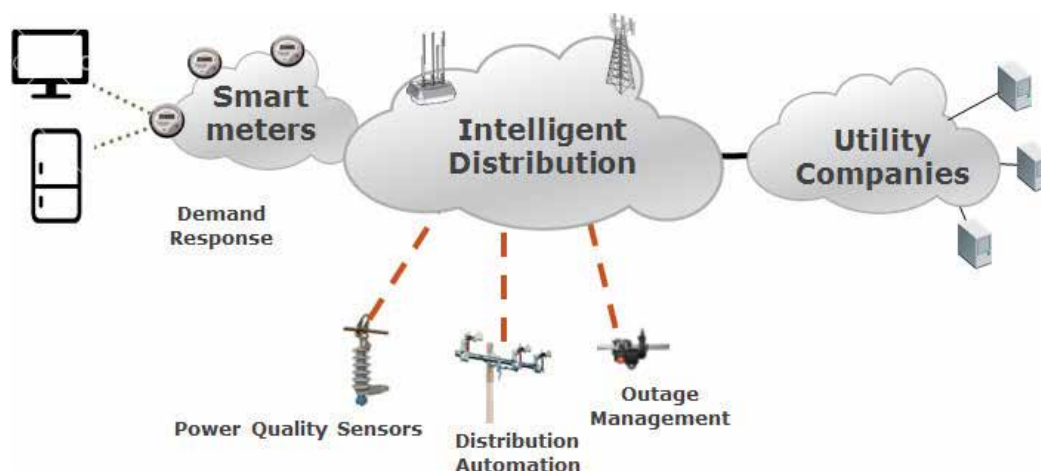 Smart
meters
Intelligent
Distribution
Utility
Companies
Demand
Response
Power Quality Sensors
Distribution
Automation
Outage
Management